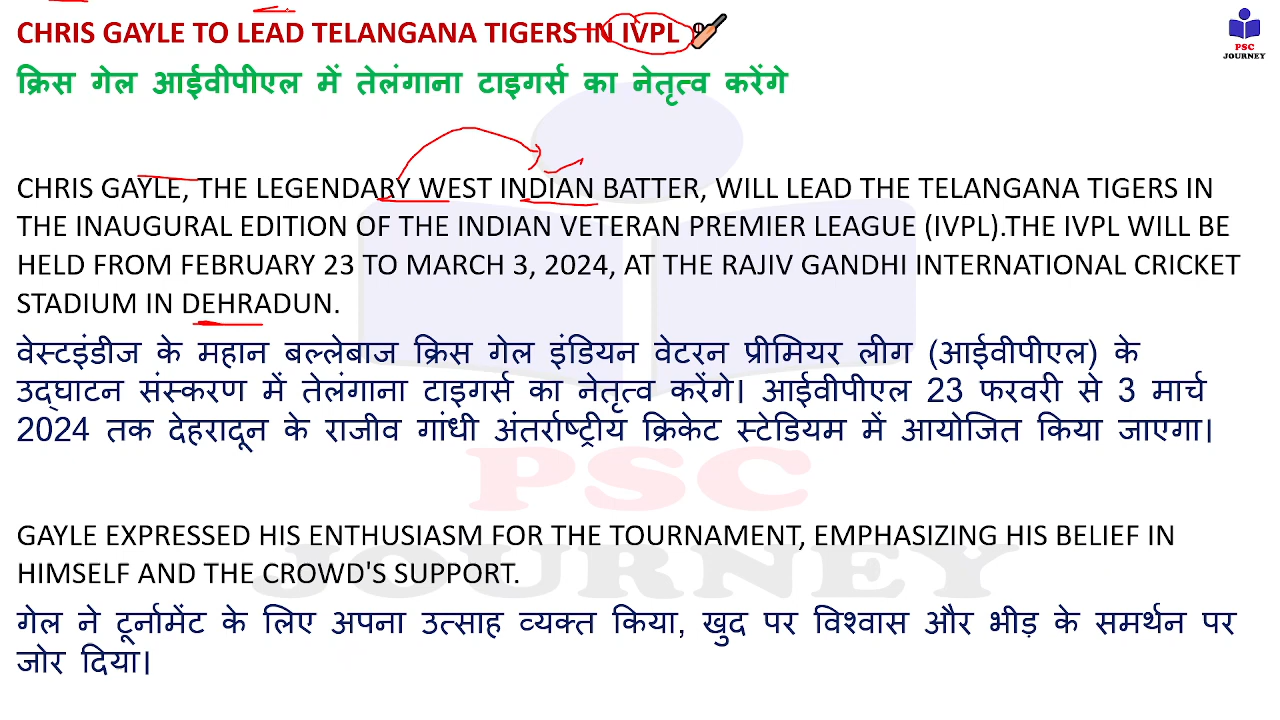 CHRIS GAYLE TO LEAD TELANGANA TIGERS IN IVPL
PSC
JOURNEY
क्रिस गेल आईवीपीएल में तेलंगाना टाइगर्स का नेतृत्व करेंगे
CHRIS GAYLE, THE LEGENDARY WEST INDIAN BATTER, WILL LEAD THE TELANGANA TIGERS IN
THE INAUGURAL EDITION OF THE INDIAN VETERAN PREMIER LEAGUE (IVPL).THE IVPL WILL BE
HELD FROM FEBRUARY 23 TO MARCH 3, 2024, AT THE RAJIV GANDHI INTERNATIONAL CRICKET
STADIUM IN DEHRADUN.
वेस्टइंडीज के महान बल्लेबाज क्रिस गेल इंडियन वेटरन प्रीमियर लीग (आईवीपीएल) के
उद्घाटन संस्करण में तेलंगाना टाइगर्स का नेतृत्व करेंगे। आईवीपीएल 23 फरवरी से 3 मार्च
2024 तक देहरादून के राजीव गांधी अंतर्राष्ट्रीय क्रिकेट स्टेडियम में आयोजित किया जाएगा।
PSC
JOURNEY
GAYLE EXPRESSED HIS ENTHUSIASM FOR THE TOURNAMENT, EMPHASIZING HIS BELIEF IN
HIMSELF AND THE CROWD'S SUPPORT.
गेल ने टूर्नामेंट के लिए अपना उत्साह व्यक्त किया, खुद पर विश्वास और भीड़ के समर्थन पर
जोर दिया।